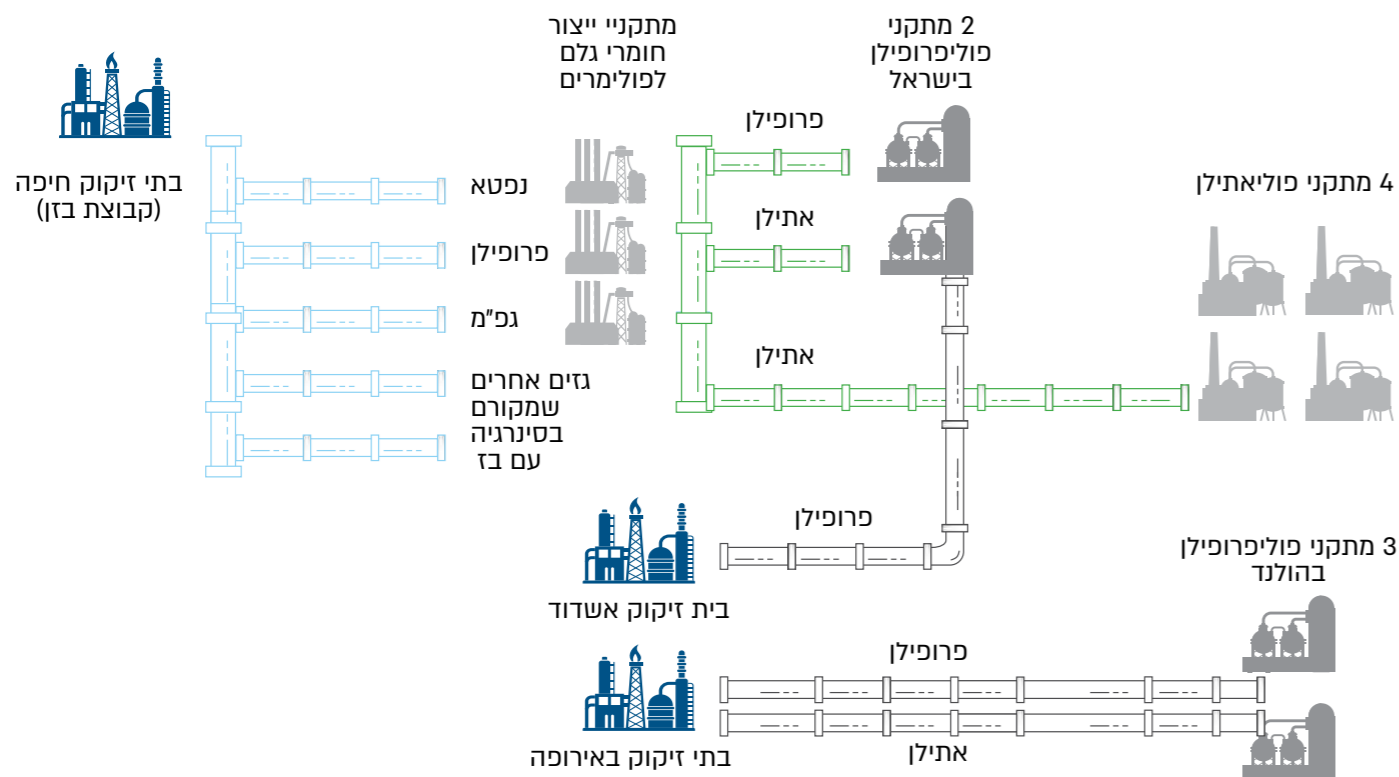 מתקניי ייצור
חומרי גלם
לפולימרים
2 מתקני
פוליפרופילן
בישראל
פרופילן
אתילן
אתילן
4 מתקני פוליאתילן
בתי זיקוק חיפה
(קבוצת בזן)
נפטא
פרופילן
גפ"מ
גזים אחרים
שמקורם
בסינרגיה
עם בז
פרופילן
בית זיקוק אשדוד
3 מתקני פוליפרופילן
בהולנד
פרופילן
אתילן
בתי זיקוק באירופה